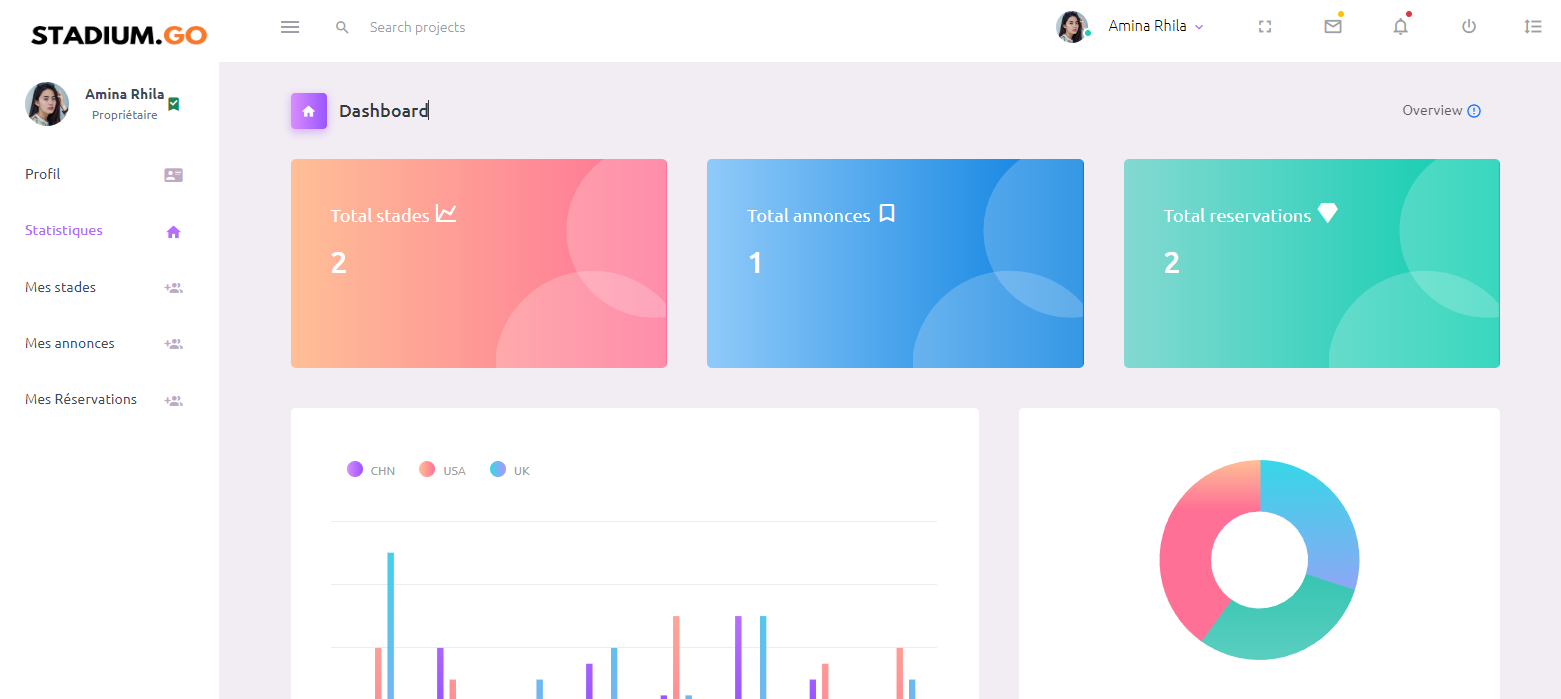 STADIUM.GO
Search projects
Amina Rhila
Amina Rhila
Propriétaire
Profil
Statistiques
Mes stades
Mes annonces
Mes Réservations
Dashboard
Overview
Total stades
2
Total annonces
1
Total reservations
2
CHN USA UK